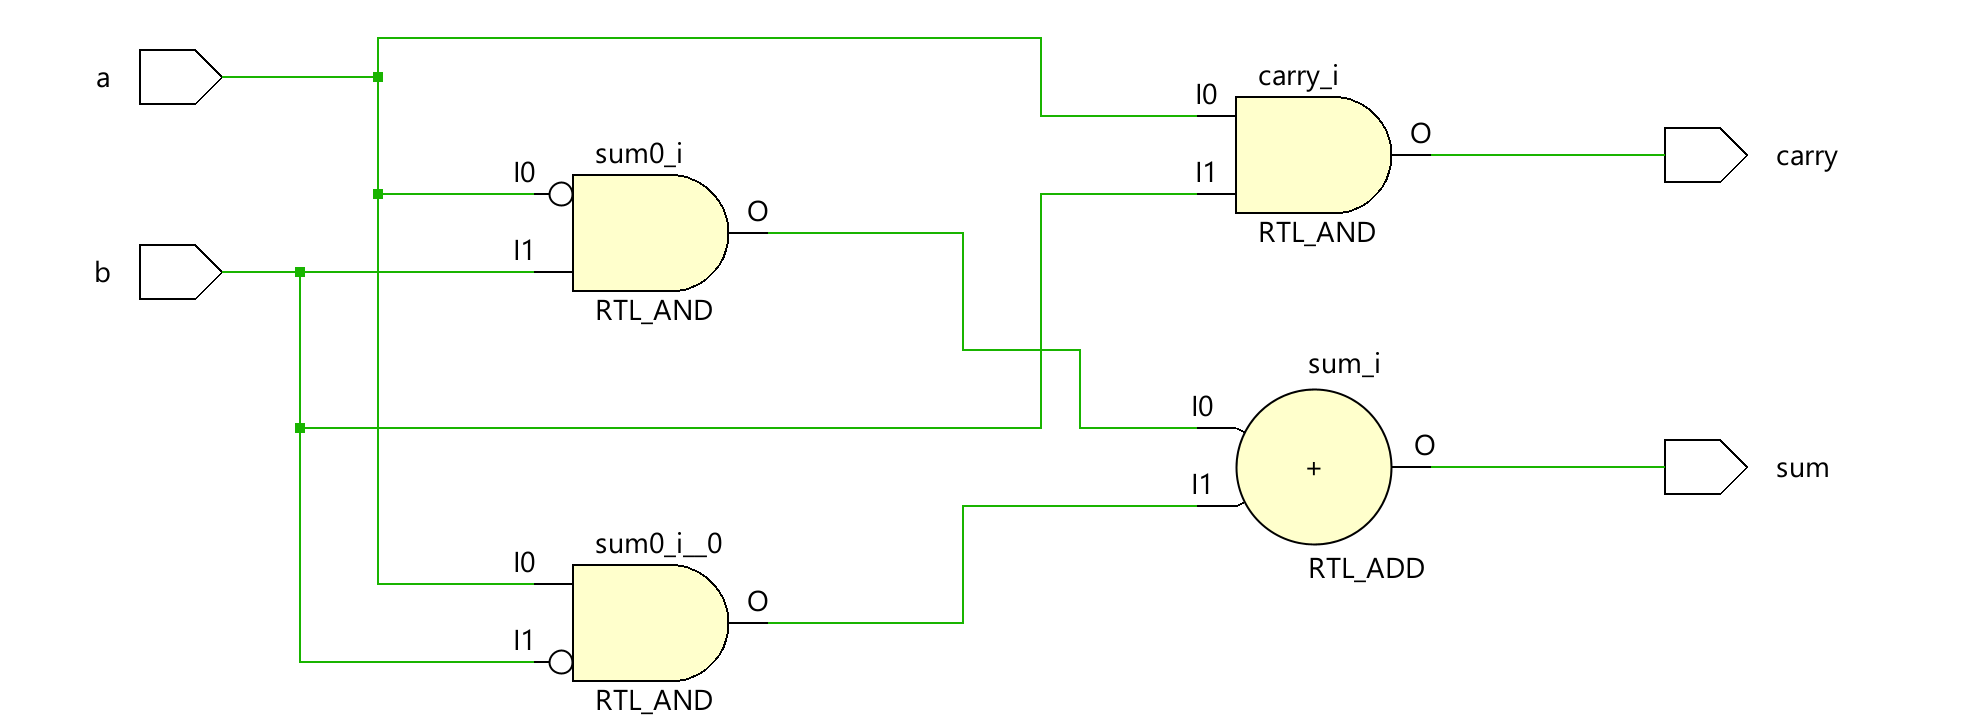 a
b
sum0_i
I0
I1
O
RTL_AND
sum0_i__0
I0
I1
O
RTL_AND
carry_i
I0
I1
O
RTL_AND
carry
sum_i
I0
I1
+
O
RTL_ADD
sum